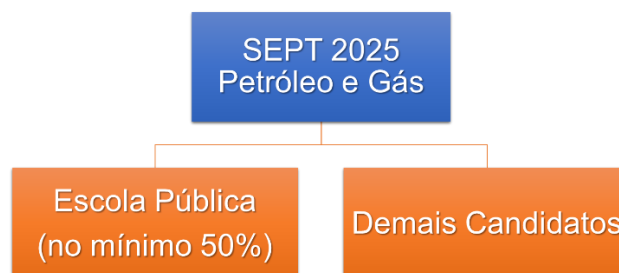 SEPT 2025
Petróleo e Gás
Escola Pública
(no mínimo 50%)
Demais Candidatos